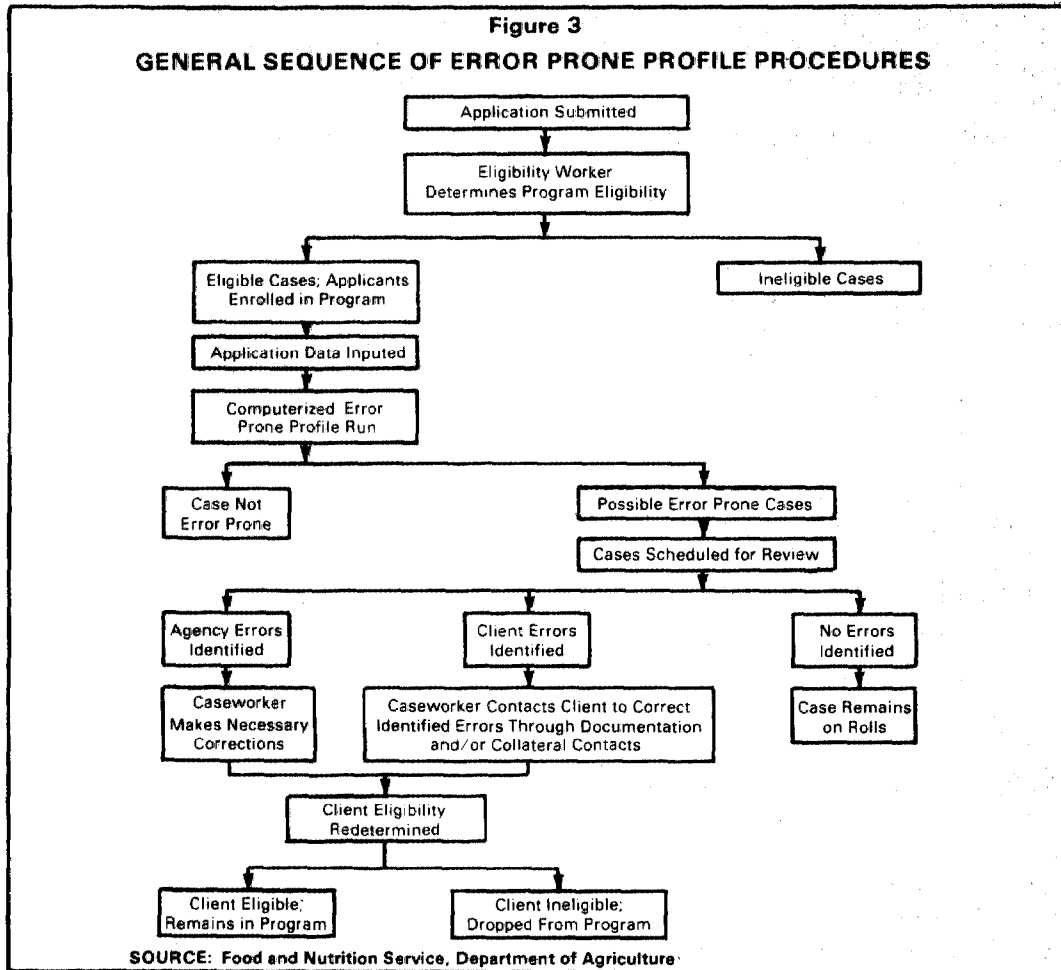 Figure 3
GENERAL SEQUENCE OF ERROR PRONE PROFILE PROCEDURES
Application Submitted
Eligibility Worker
Determines Program Eligibility
Eligible Cases; Applicants
Enrolled in Program
Ineligible Cases
Application Data Inputed
Computerized Error
Prone Profile Run
Case Not
Error Prone
Possible Error Prone Cases
Cases Scheduled for Review
Agency Errors
Identified
Client Errors
Identified
No Errors
Identified
Caseworker
Makes Necessary
Corrections
Caseworker Contacts Client to Correct
Identified Errors Through Documentation
and/or Collateral Contacts
Case Remains
on Rolls
Client Eligibility
Redetermined
Client Eligible;
Remains in Program
Client Ineligible;
Dropped From Program
SOURCE: Food and Nutrition Service, Department of Agriculture